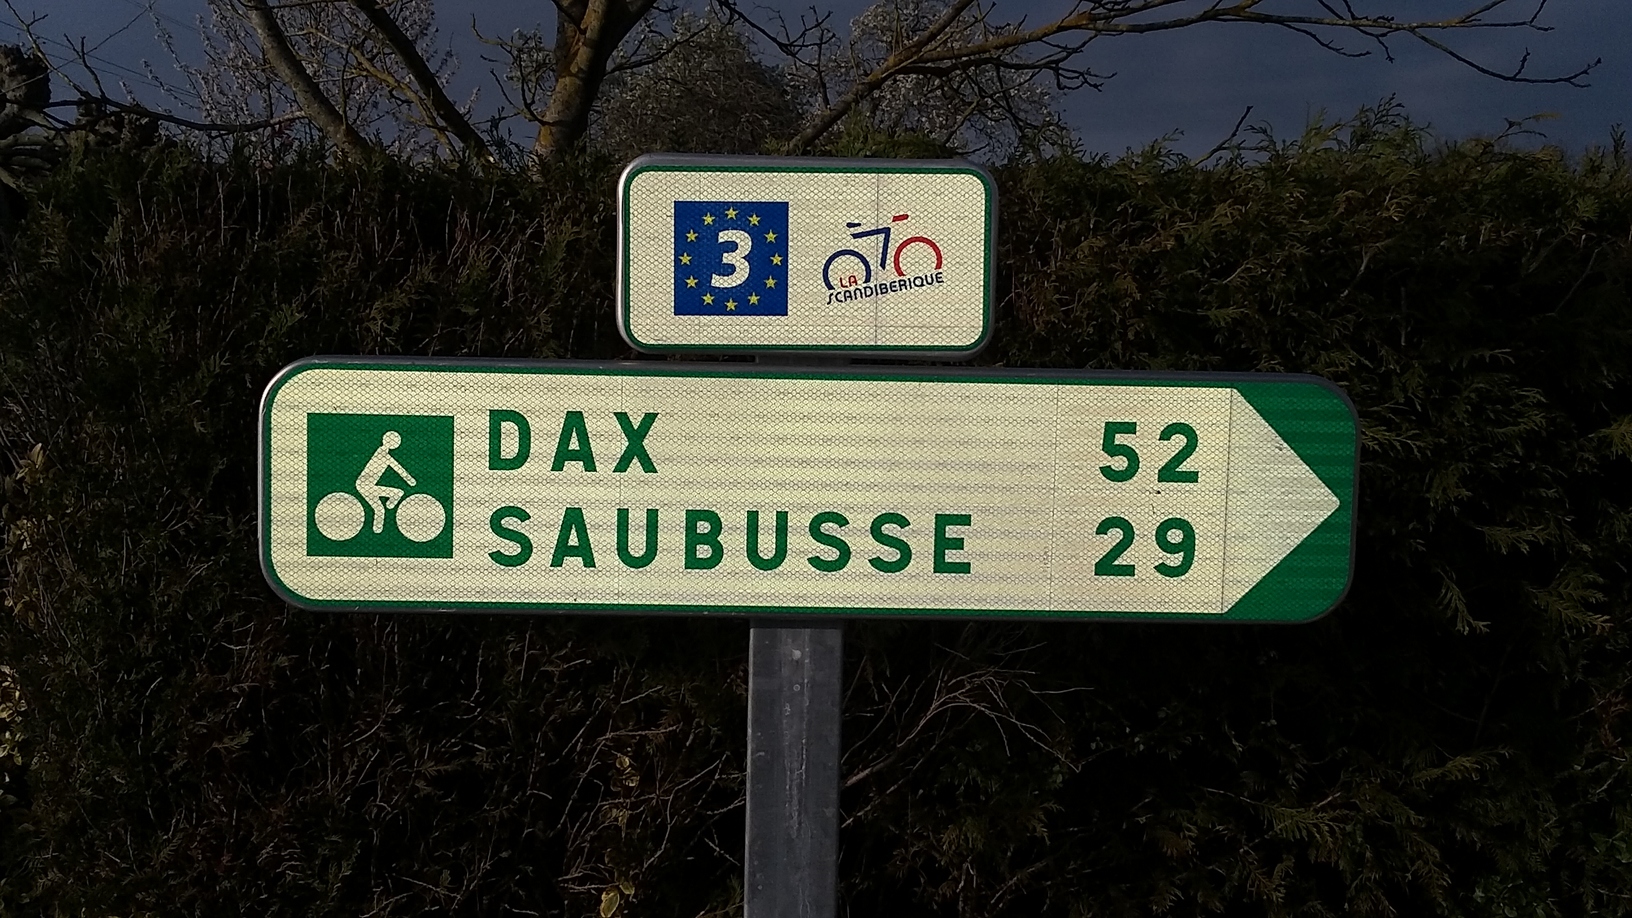 3
LA
SCANDIBERIQUE
DAX 52
SAUBUSSE 29